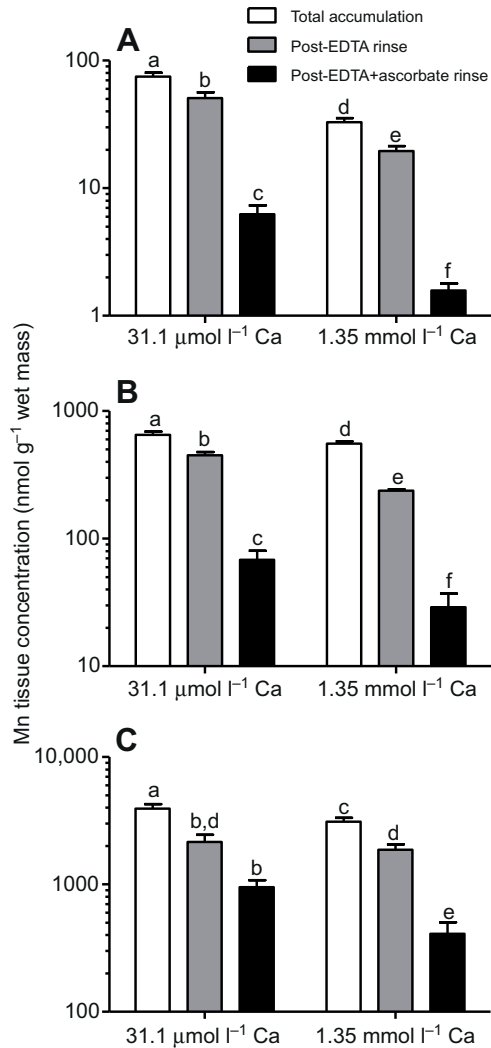 Total accumulation
Post-EDTA rinse
Post-EDTA+ascorbate rinse
A
100
10
1
a
b
c
d
e
f
31.1 μmol l⁻¹ Ca
1.35 mmol l⁻¹ Ca
Mn tissue concentration (nmol g⁻¹ wet mass)
B
1000
100
10
a
b
c
d
e
f
31.1 μmol l⁻¹ Ca
1.35 mmol l⁻¹ Ca
C
10,000
1000
100
a
b,d
b
c
d
e
31.1 μmol l⁻¹ Ca
1.35 mmol l⁻¹ Ca